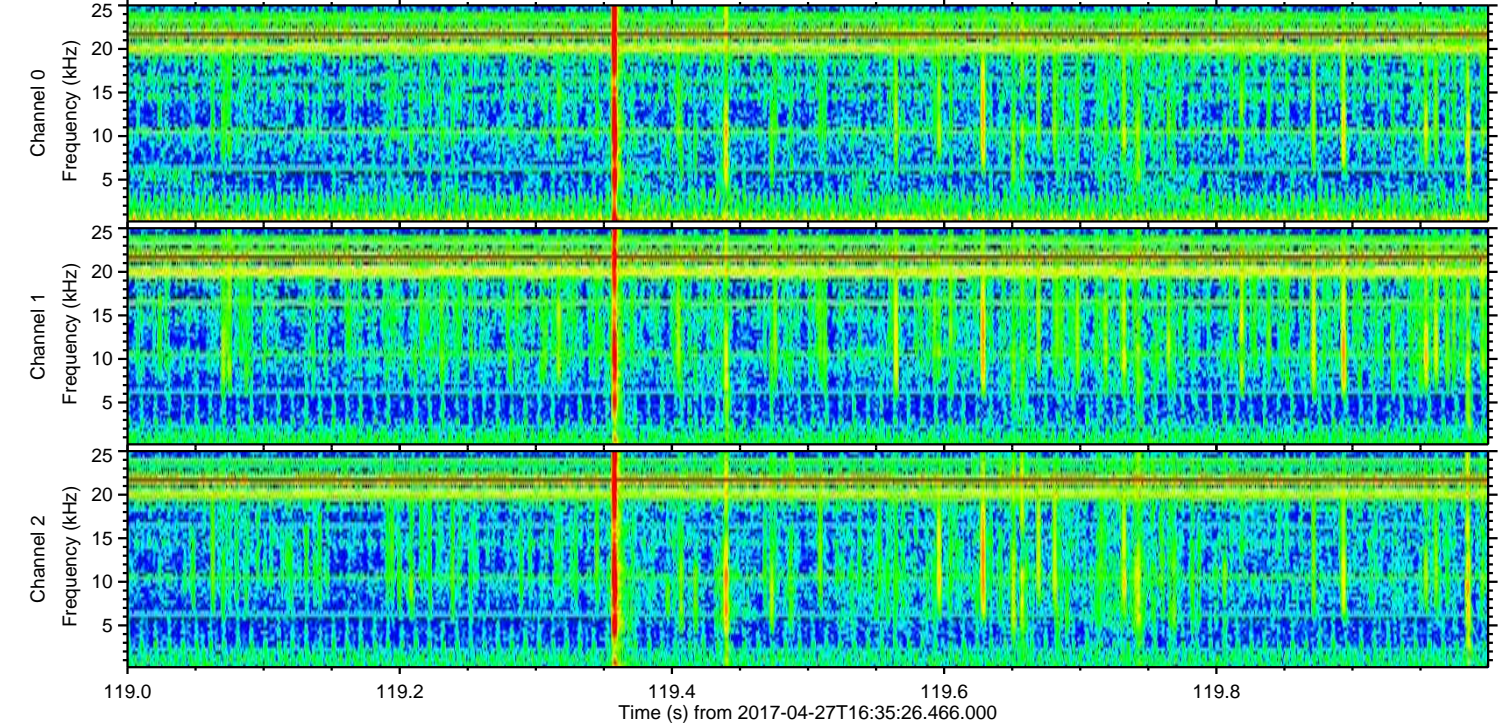 Channel 0
Frequency (kHz)
25
20
15
10
5
Channel 1
Frequency (kHz)
25
20
15
10
5
Channel 2
Frequency (kHz)
25
20
15
10
5
119.0 119.2 119.4 119.6 119.8
Time (s) from 2017-04-27T16:35:26.466.000